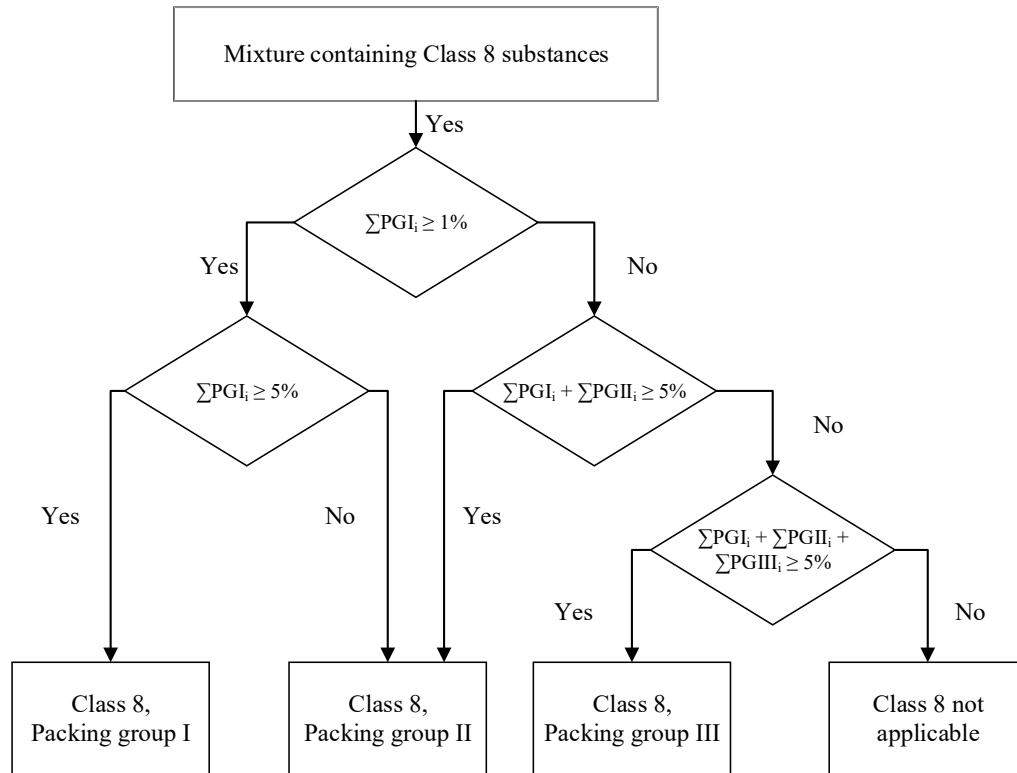 Mixture containing Class 8 substances
Yes
∑PGIᵢ ≥ 1%
Yes
No
∑PGIᵢ ≥ 5%
∑PGIᵢ + ∑PGIIᵢ ≥ 5%
No
Yes
No
Yes
∑PGIᵢ + ∑PGIIᵢ +
∑PGIIIᵢ ≥ 5%
Yes
No
Class 8,
Packing group I
Class 8,
Packing group II
Class 8,
Packing group III
Class 8 not
applicable